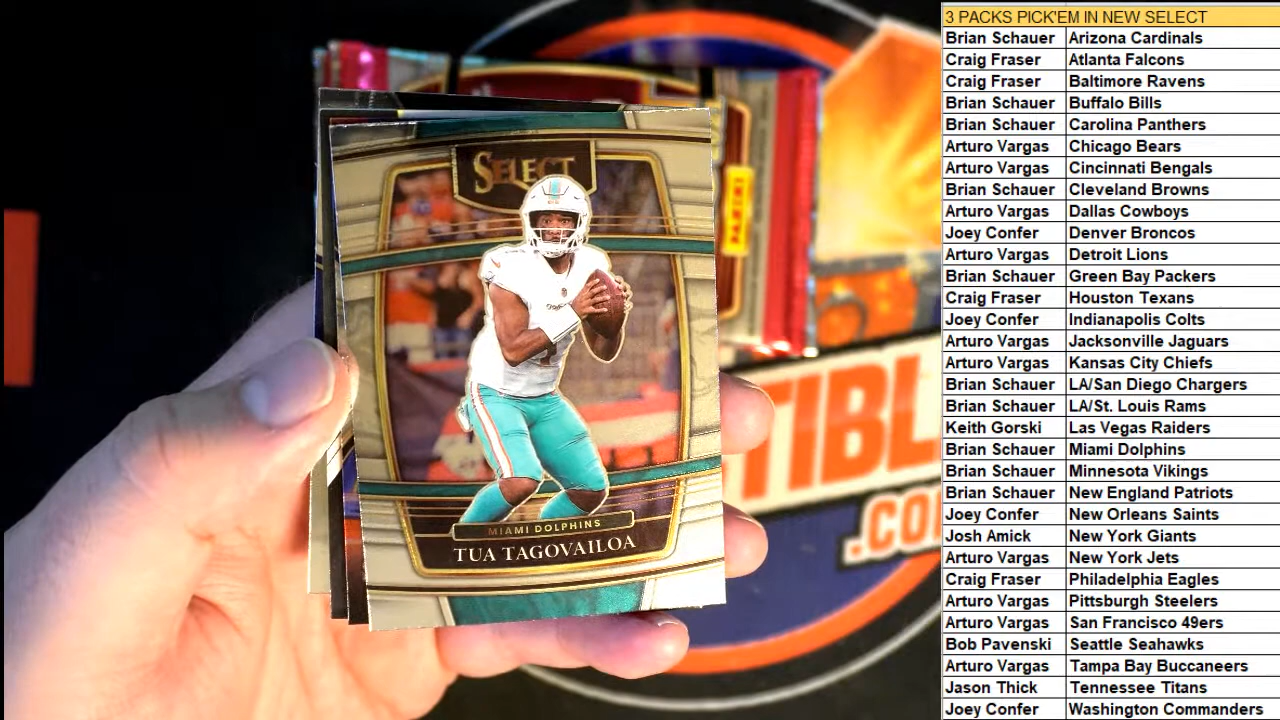 SELECT
PANINI
MIAMI DOLPHINS
TUA TAGOVAILOA
TIBL
.CO
3 PACKS PICK'EM IN NEW SELECT
Brian Schauer Arizona Cardinals
Craig Fraser Atlanta Falcons
Craig Fraser Baltimore Ravens
Brian Schauer Buffalo Bills
Brian Schauer Carolina Panthers
Arturo Vargas Chicago Bears
Arturo Vargas Cincinnati Bengals
Brian Schauer Cleveland Browns
Arturo Vargas Dallas Cowboys
Joey Confer Denver Broncos
Arturo Vargas Detroit Lions
Brian Schauer Green Bay Packers
Craig Fraser Houston Texans
Joey Confer Indianapolis Colts
Arturo Vargas Jacksonville Jaguars
Arturo Vargas Kansas City Chiefs
Brian Schauer LA/San Diego Chargers
Brian Schauer LA/St. Louis Rams
Keith Gorski Las Vegas Raiders
Brian Schauer Miami Dolphins
Brian Schauer Minnesota Vikings
Brian Schauer New England Patriots
Joey Confer New Orleans Saints
Josh Amick New York Giants
Arturo Vargas New York Jets
Craig Fraser Philadelphia Eagles
Arturo Vargas Pittsburgh Steelers
Arturo Vargas San Francisco 49ers
Bob Pavenski Seattle Seahawks
Arturo Vargas Tampa Bay Buccaneers
Jason Thick Tennessee Titans
Joey Confer Washington Commanders